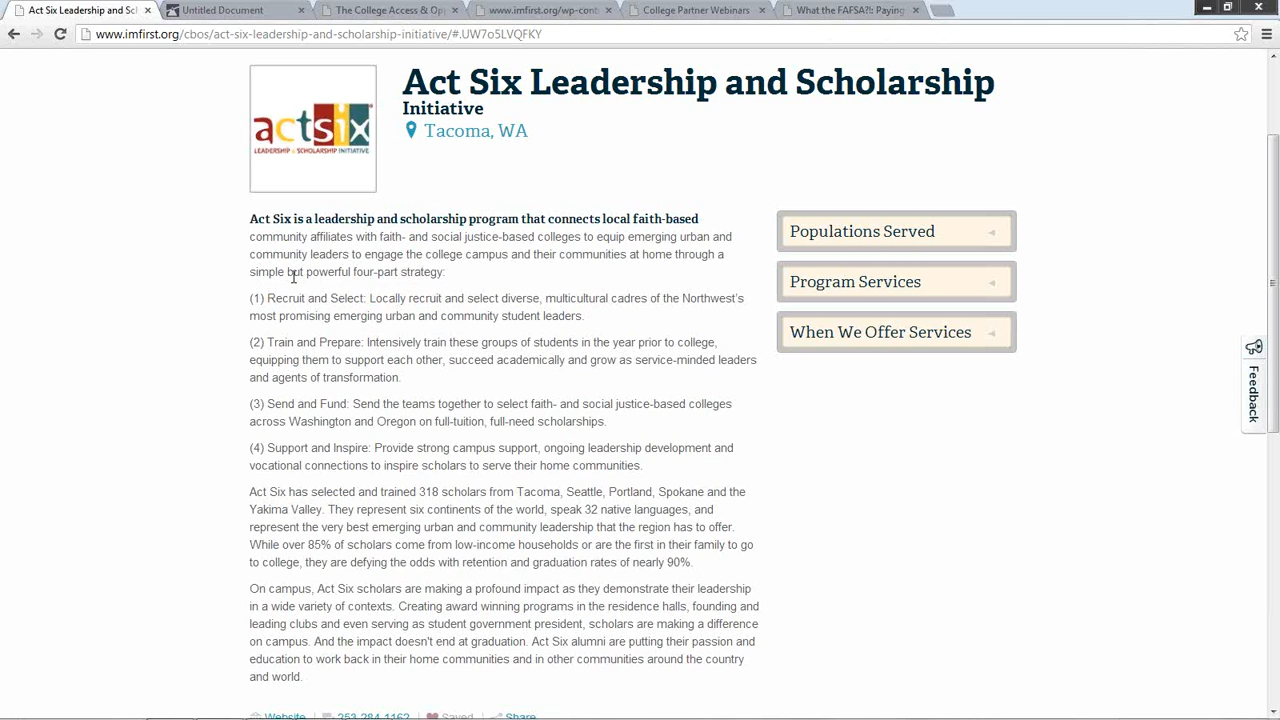 Act Six Leadership and Sc
Untitled Document
The College Access & Op
www.imfirst.org/wp-cont
College Partner Webinars
What the FAFSA?!: Paying
www.imfirst.org/cbos/act-six-leadership-and-scholarship-initiative/#.UW7o5LVQFKY
actsix
LEADERSHIP & SCHOLARSHIP INITIATIVE
Act Six Leadership and Scholarship
Initiative
Tacoma, WA
Act Six is a leadership and scholarship program that connects local faith-based
community affiliates with faith- and social justice-based colleges to equip emerging urban and
community leaders to engage the college campus and their communities at home through a
simple but powerful four-part strategy:
(1) Recruit and Select: Locally recruit and select diverse, multicultural cadres of the Northwest's
most promising emerging urban and community student leaders.
(2) Train and Prepare: Intensively train these groups of students in the year prior to college,
equipping them to support each other, succeed academically and grow as service-minded leaders
and agents of transformation.
(3) Send and Fund: Send the teams together to select faith- and social justice-based colleges
across Washington and Oregon on full-tuition, full-need scholarships.
(4) Support and Inspire: Provide strong campus support, ongoing leadership development and
vocational connections to inspire scholars to serve their home communities.
Act Six has selected and trained 318 scholars from Tacoma, Seattle, Portland, Spokane and the
Yakima Valley. They represent six continents of the world, speak 32 native languages, and
represent the very best emerging urban and community leadership that the region has to offer.
While over 85% of scholars come from low-income households or are the first in their family to go
to college, they are defying the odds with retention and graduation rates of nearly 90%.
On campus, Act Six scholars are making a profound impact as they demonstrate their leadership
in a wide variety of contexts. Creating award winning programs in the residence halls, founding and
leading clubs and even serving as student government president, scholars are making a difference
on campus. And the impact doesn't end at graduation. Act Six alumni are putting their passion and
education to work back in their home communities and in other communities around the country
and world.
Website
253-284-1162
Saved
Share
Populations Served
Program Services
When We Offer Services
Feedback